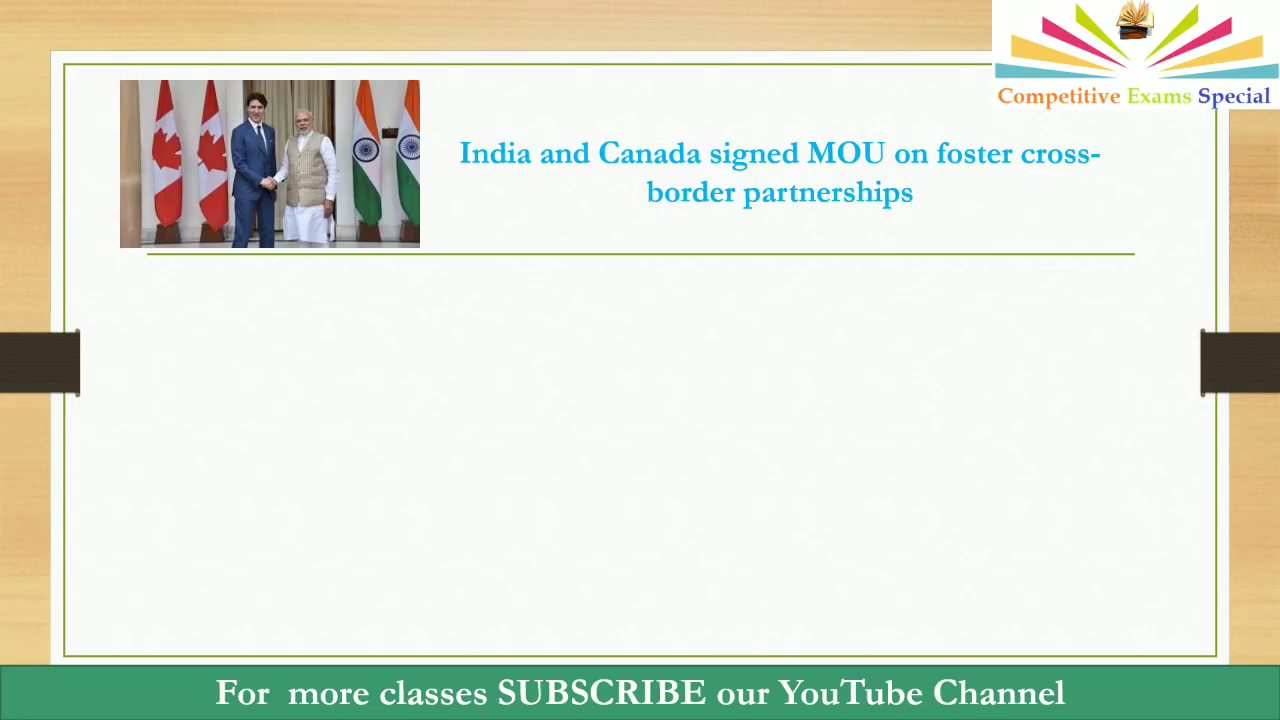 Competitive Exams Special
India and Canada signed MOU on foster cross-
border partnerships
For more classes SUBSCRIBE our YouTube Channel